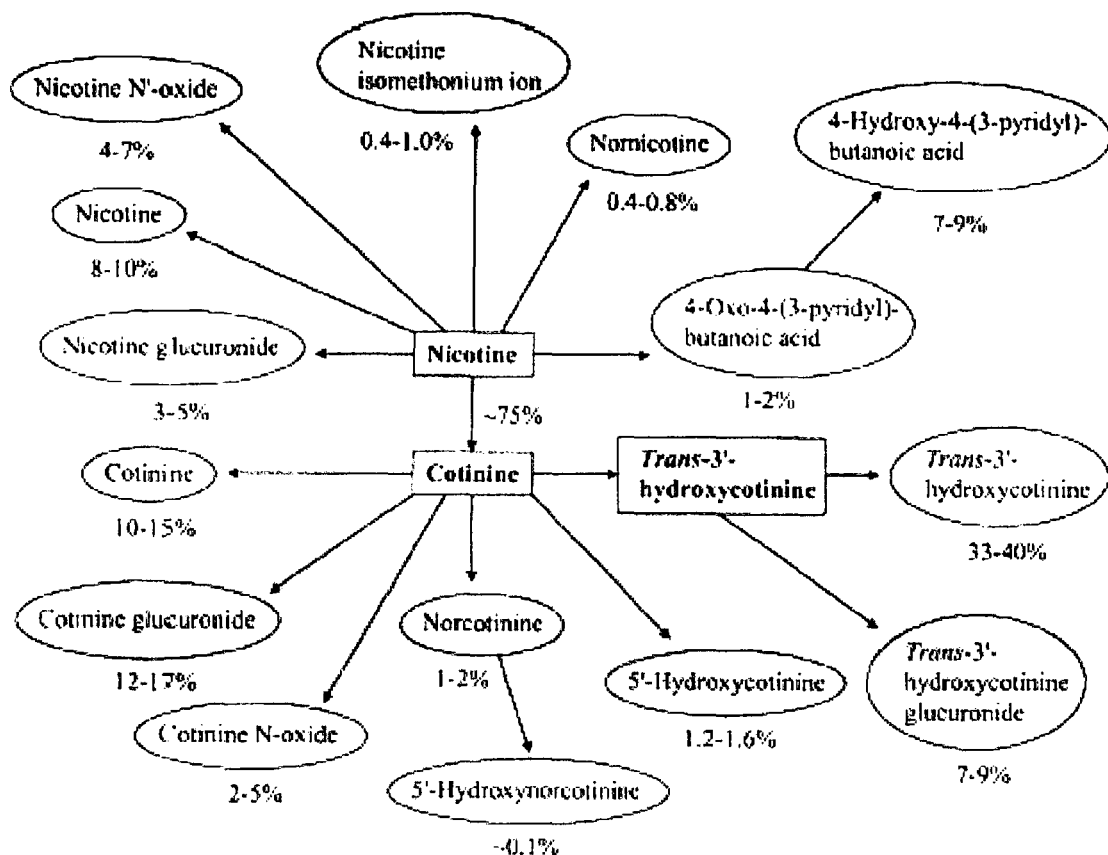 Nicotine
isomethonium ion
0.4-1.0%
Nicotine N'-oxide
4-7%
Nornicotine
0.4-0.8%
4-Hydroxy-4-(3-pyridyl)-
butanoic acid
7-9%
Nicotine
8-10%
4-Oxo-4-(3-pyridyl)-
butanoic acid
1-2%
Nicotine glucuronide
3-5%
Nicotine
~75%
Cotinine
10-15%
Cotinine
Trans-3'-
hydroxycotinine
Trans-3'-
hydroxycotinine
33-40%
Cotinine glucuronide
12-17%
Norcotinine
1-2%
5'-Hydroxycotinine
1.2-1.6%
Trans-3'-
hydroxycotinine
glucuronide
7-9%
Cotinine N-oxide
2-5%
5'-Hydroxynorcotinine
~0.1%